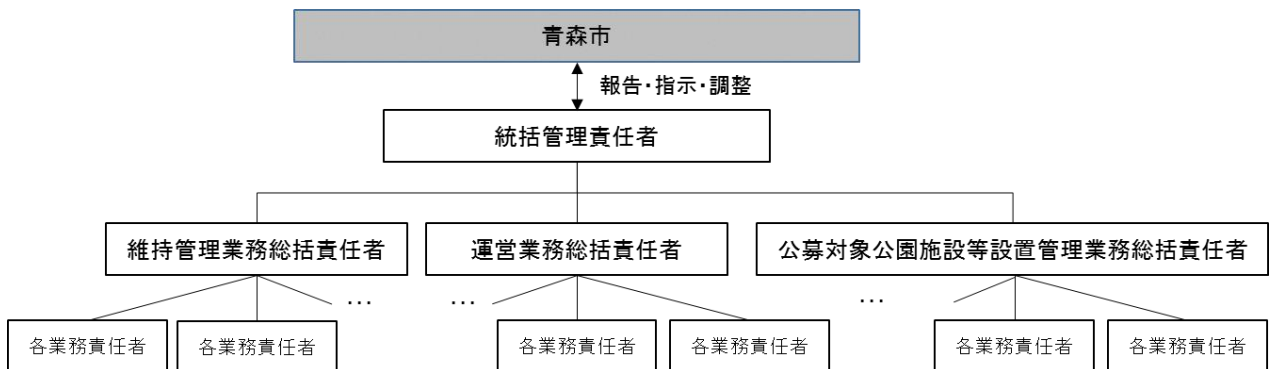 青森市
報告・指示・調整
統括管理責任者
維持管理業務総括責任者
運営業務総括責任者
公募対象公園施設等設置管理業務総括責任者
…
…
…
各業務責任者
各業務責任者
各業務責任者
各業務責任者
各業務責任者
各業務責任者